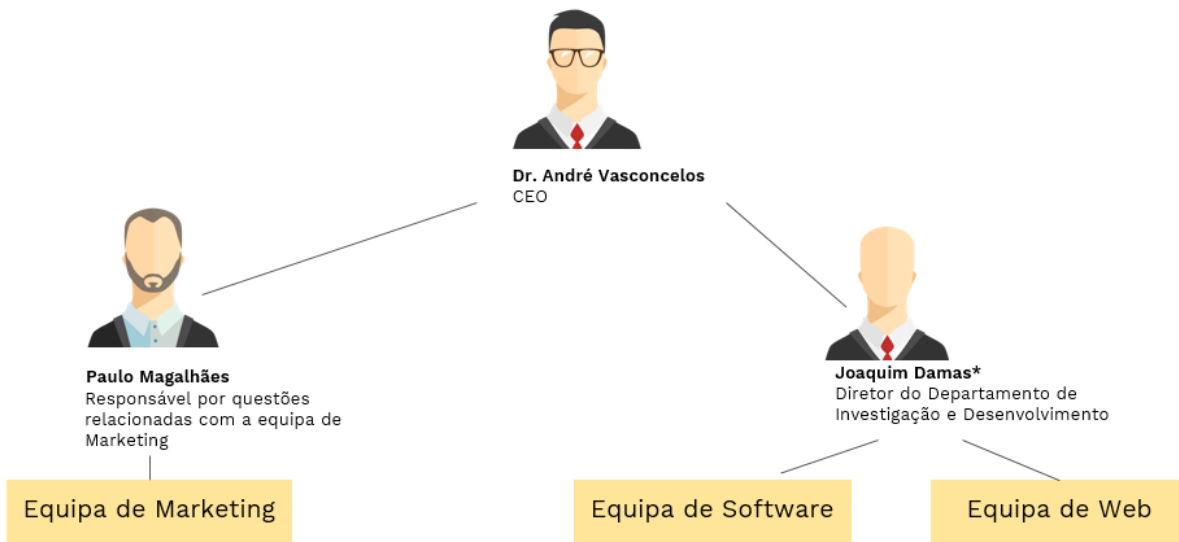 Dr. André Vasconcelos
CEO
Paulo Magalhães
Responsável por questões
relacionadas com a equipa de
Marketing
Joaquim Damas*
Diretor do Departamento de
Investigação e Desenvolvimento
Equipa de Marketing
Equipa de Software
Equipa de Web